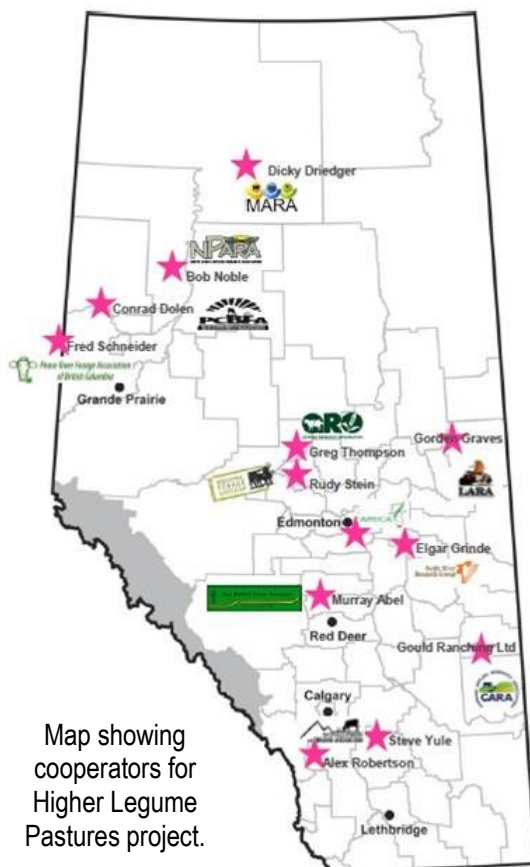 Dicky Driedger
MARA
NPARA
Bob Noble
Conrad Dolen
PCBFA
Fred Schneider
Peace River Forage Association
of British Columbia
Grande Prairie
GRO
Greg Thompson
Gorden Graves
LARA
Rudy Stein
Edmonton
Elgar Grinde
Murray Abel
Red Deer
Gould Ranching Ltd
CARA
Calgary
Steve Yule
Alex Robertson
Lethbridge
Map showing
cooperators for
Higher Legume
Pastures project.